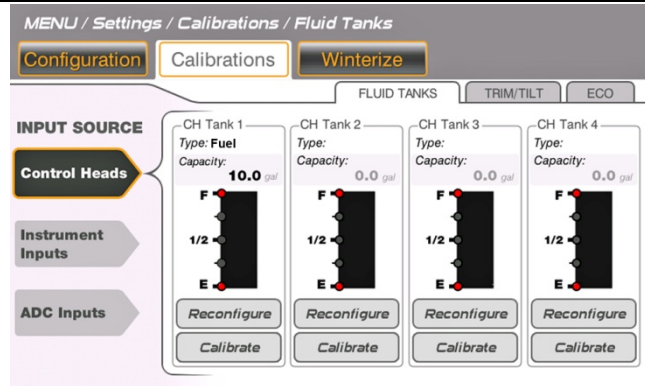 MENU / Settings / Calibrations / Fluid Tanks
Configuration Calibrations Winterize
FLUID TANKS TRIM/TILT ECO
INPUT SOURCE
Control Heads
Instrument
Inputs
ADC Inputs
CH Tank 1
Type: Fuel
Capacity:
10.0 gal
F
1/2
E
Reconfigure
Calibrate
CH Tank 2
Type:
Capacity:
0.0 gal
F
1/2
E
Reconfigure
Calibrate
CH Tank 3
Type:
Capacity:
0.0 gal
F
1/2
E
Reconfigure
Calibrate
CH Tank 4
Type:
Capacity:
0.0 gal
F
1/2
E
Reconfigure
Calibrate